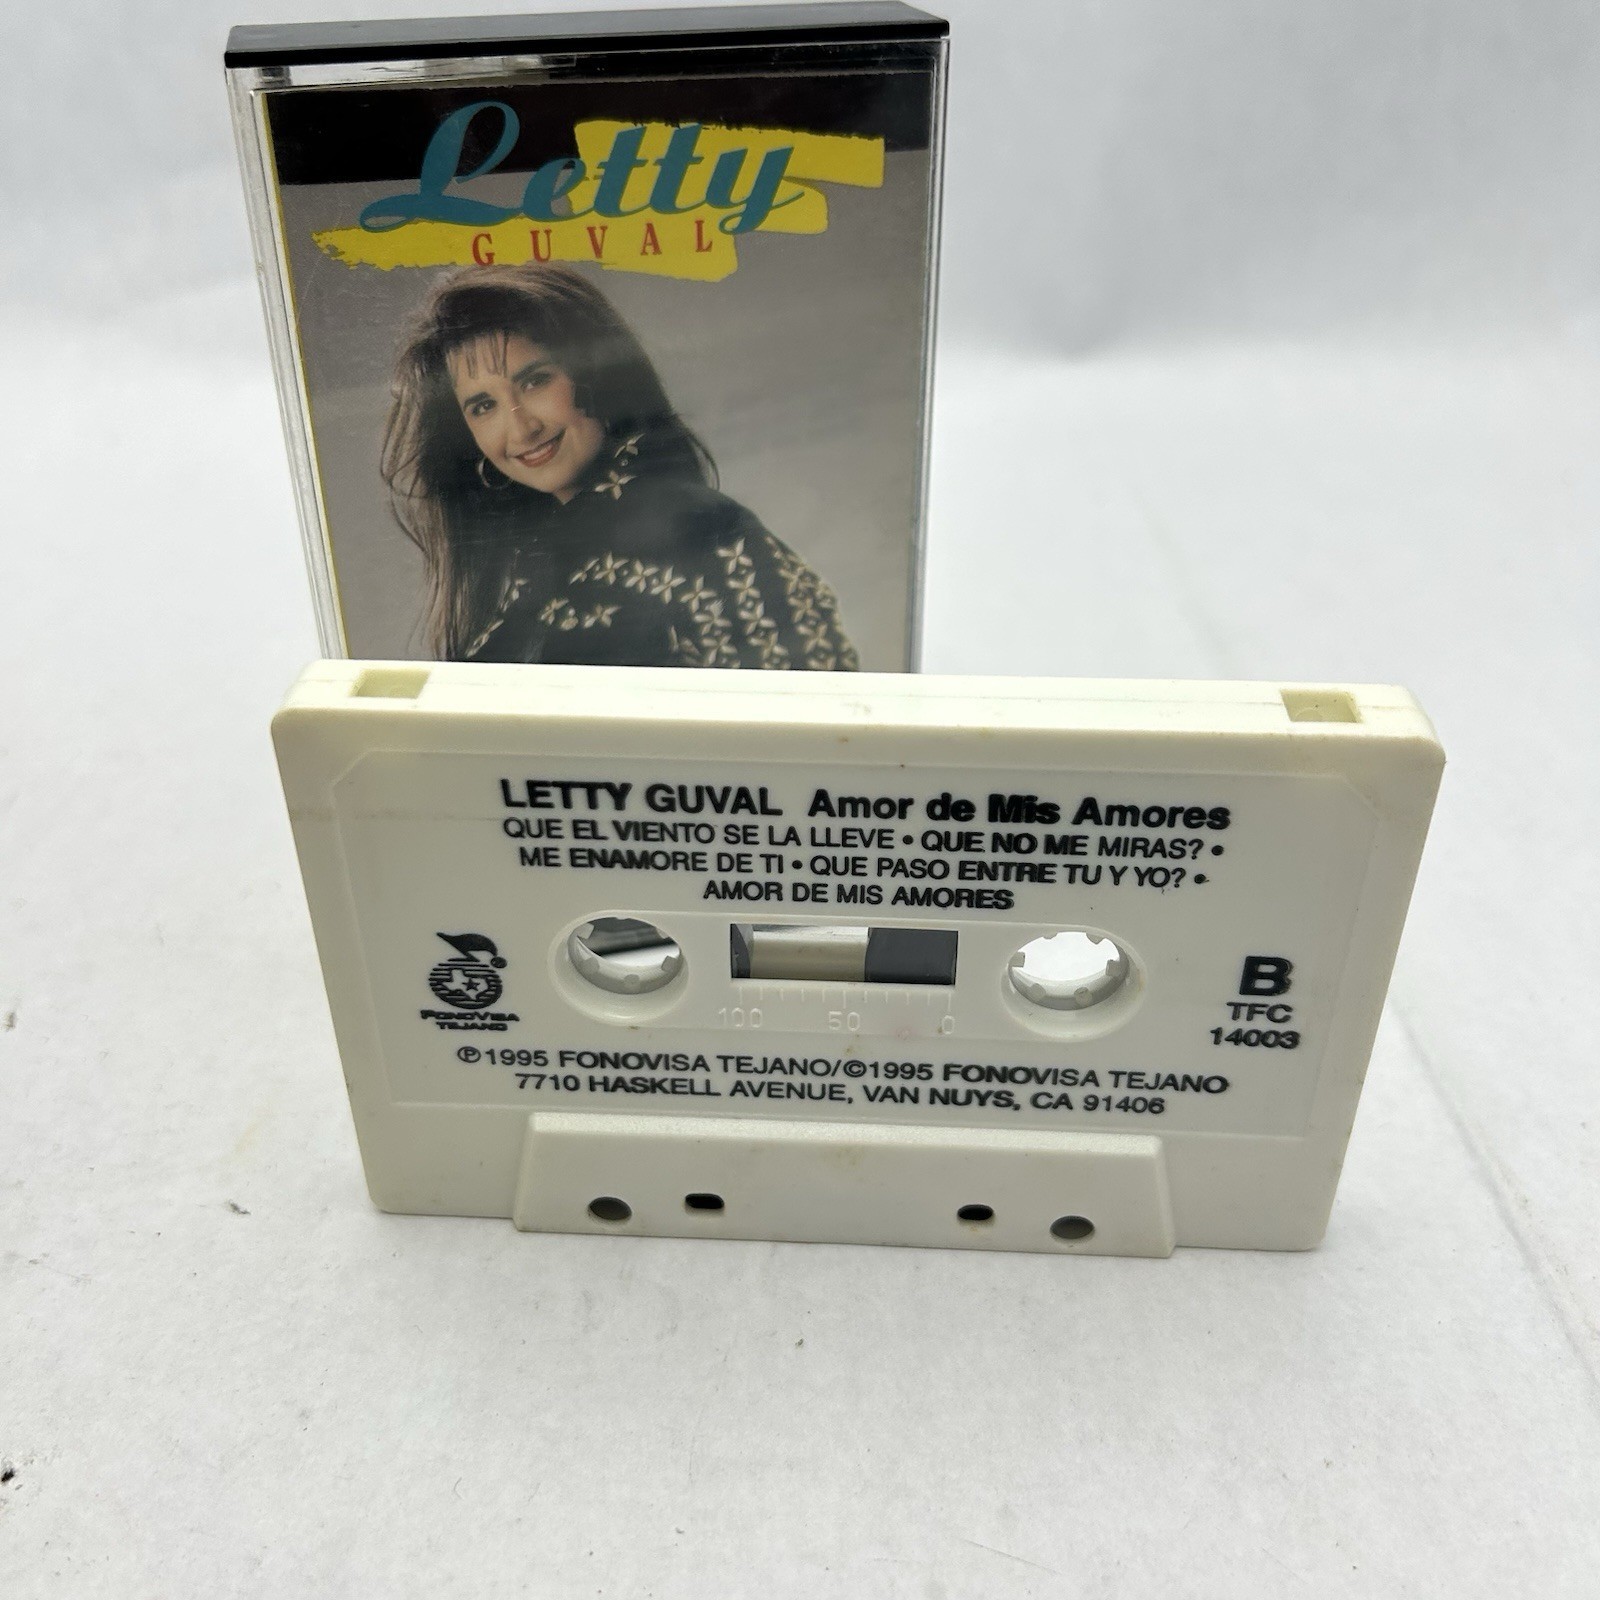 Letty
GUVAL
LETTY GUVAL Amor de Mis Amores
QUE EL VIENTO SE LA LLEVE • QUE NO ME MIRAS? •
ME ENAMORE DE TI • QUE PASO ENTRE TU Y YO? •
AMOR DE MIS AMORES
FONOVISA
TEJANO
100 50 0
B
TFC
14003
℗1995 FONOVISA TEJANO/©1995 FONOVISA TEJANO
7710 HASKELL AVENUE, VAN NUYS, CA 91406